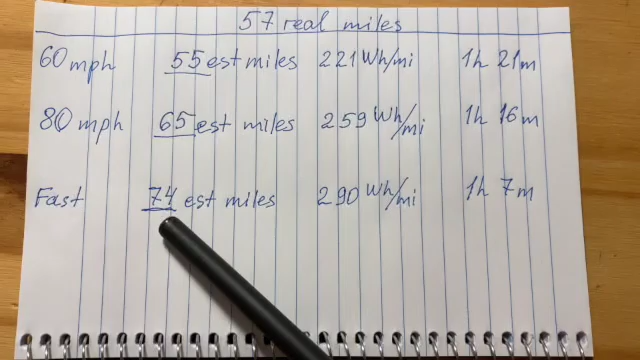 57 real miles
60 mph 55 est miles 221 Wh/mi 1h 21m
80 mph 65 est miles 259 Wh/mi 1h 16m
Fast 74 est miles 290 Wh/mi 1h 7m